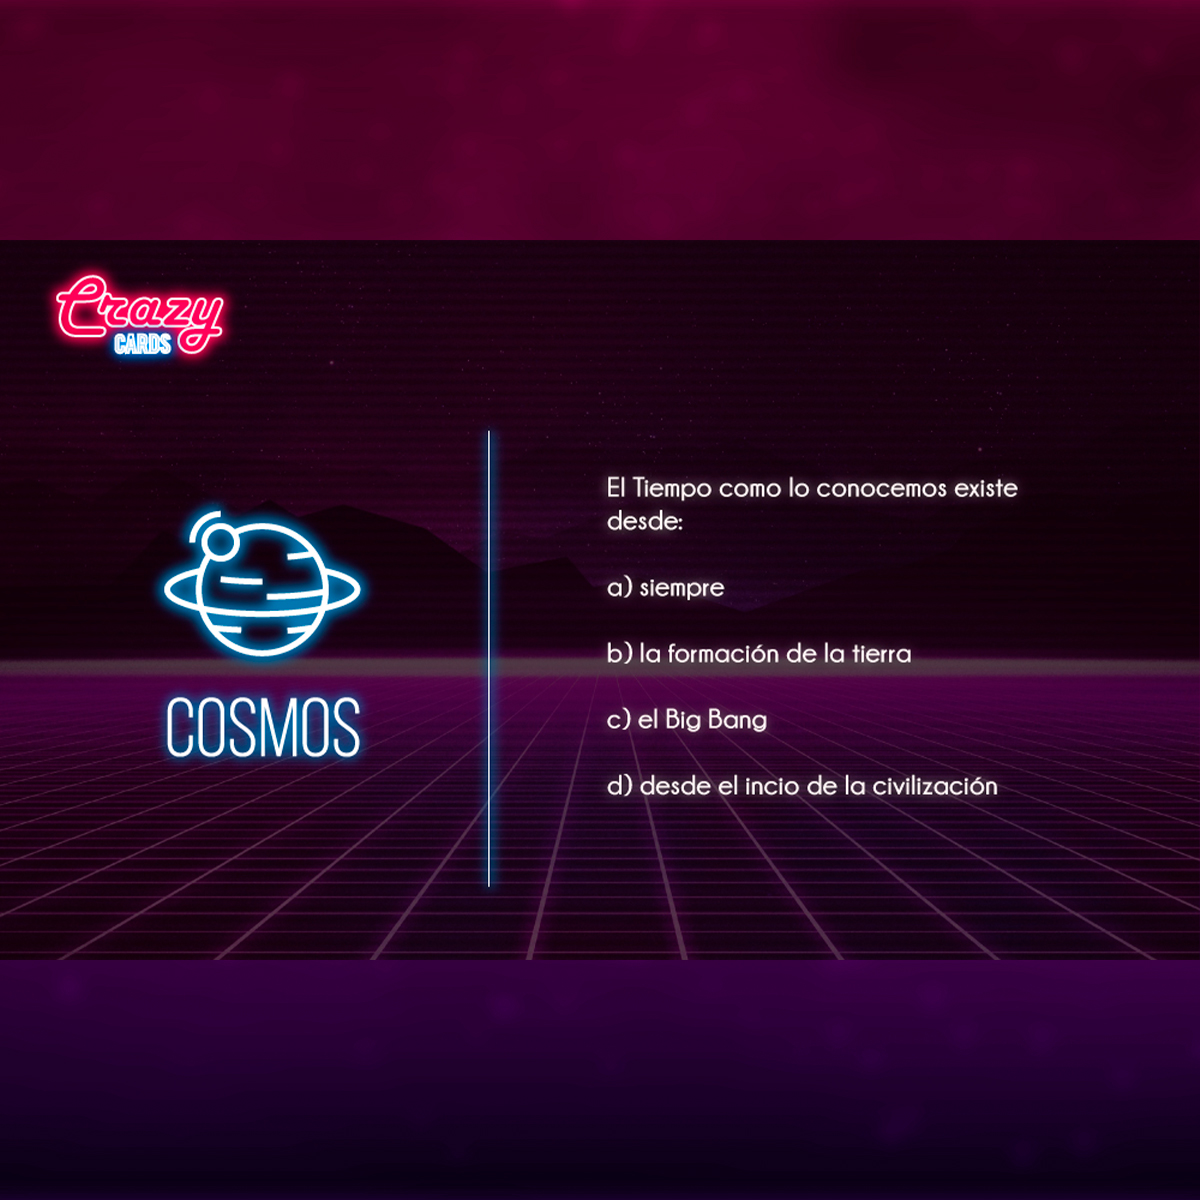 Crazy
CARDS
COSMOS
El Tiempo como lo conocemos existe
desde:
a) siempre
b) la formación de la tierra
c) el Big Bang
d) desde el incio de la civilización